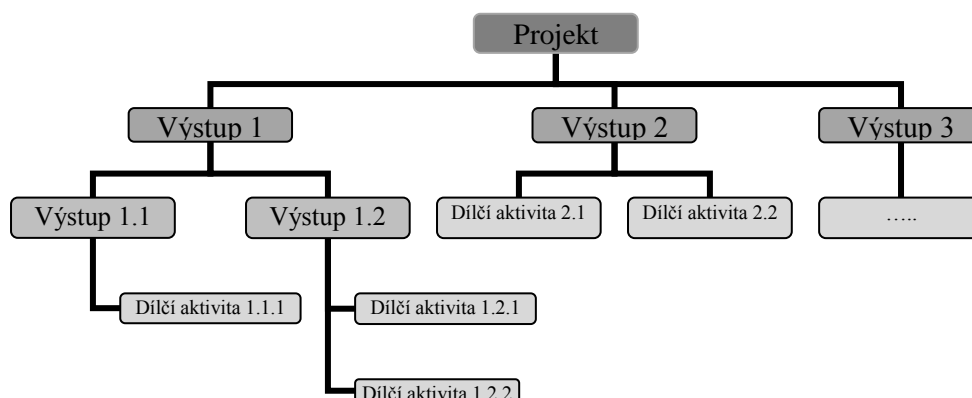 Projekt
Výstup 1
Výstup 2
Výstup 3
Výstup 1.1
Výstup 1.2
Dílčí aktivita 2.1
Dílčí aktivita 2.2
…..
Dílčí aktivita 1.1.1
Dílčí aktivita 1.2.1
Dílčí aktivita 1.2.2